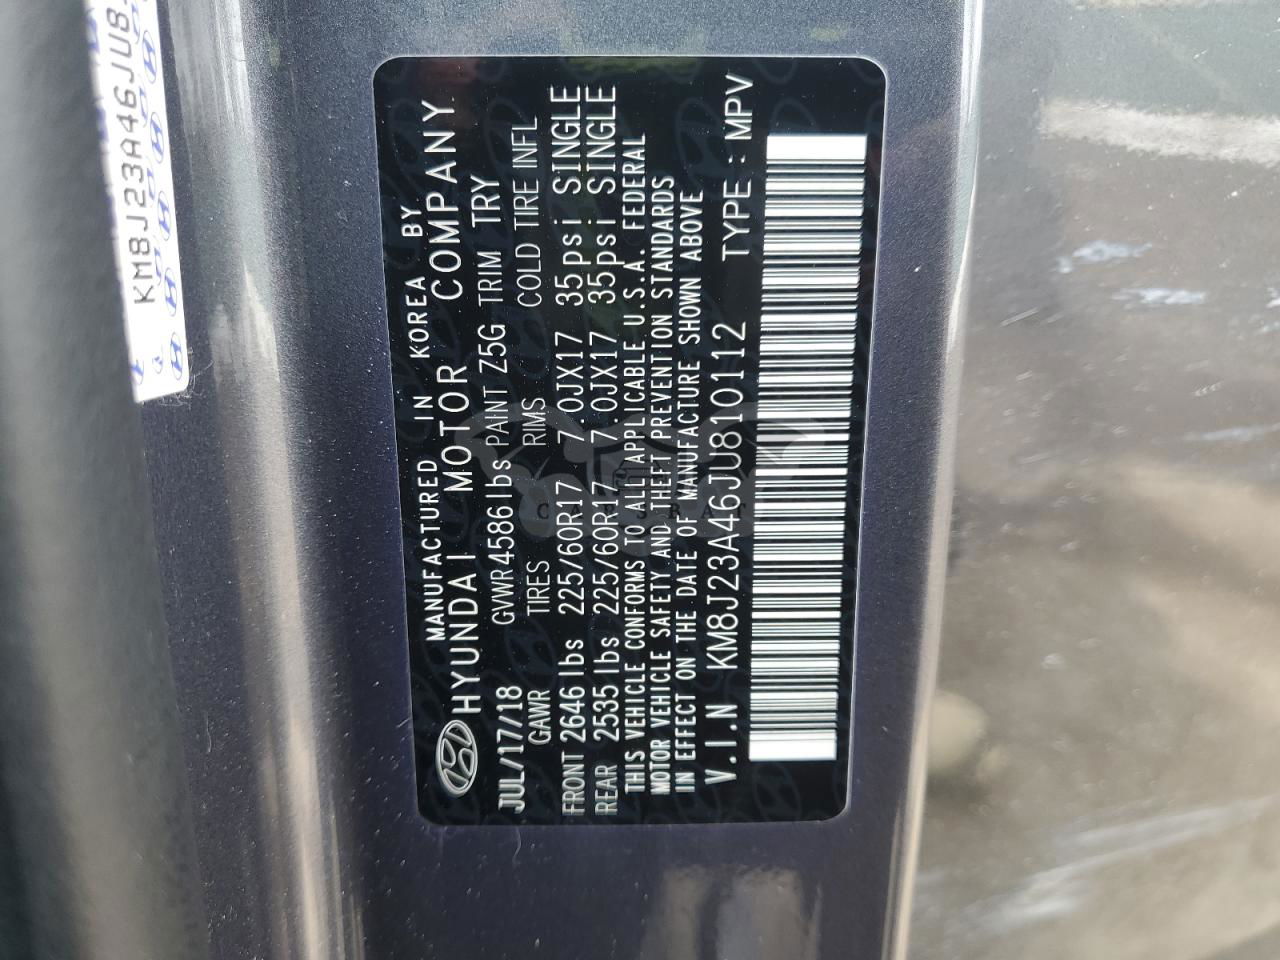 KM8J23A46JU8
MANUFACTURED IN KOREA BY
HYUNDAI MOTOR COMPANY
JUL/17/18 GVWR 4586lbs PAINT Z5G TRIM TRY
GAWR TIRES RIMS COLD TIRE INFL
FRONT 2646 lbs 225/60R17 7.0JX17 35psi SINGLE
REAR 2535 lbs 225/60R17 7.0JX17 35psi SINGLE
THIS VEHICLE CONFORMS TO ALL APPLICABLE U.S.A. FEDERAL
MOTOR VEHICLE SAFETY AND THEFT PREVENTION STANDARDS
IN EFFECT ON THE DATE OF MANUFACTURE SHOWN ABOVE
V.I.N KM8J23A46JU810112 TYPE : MPV